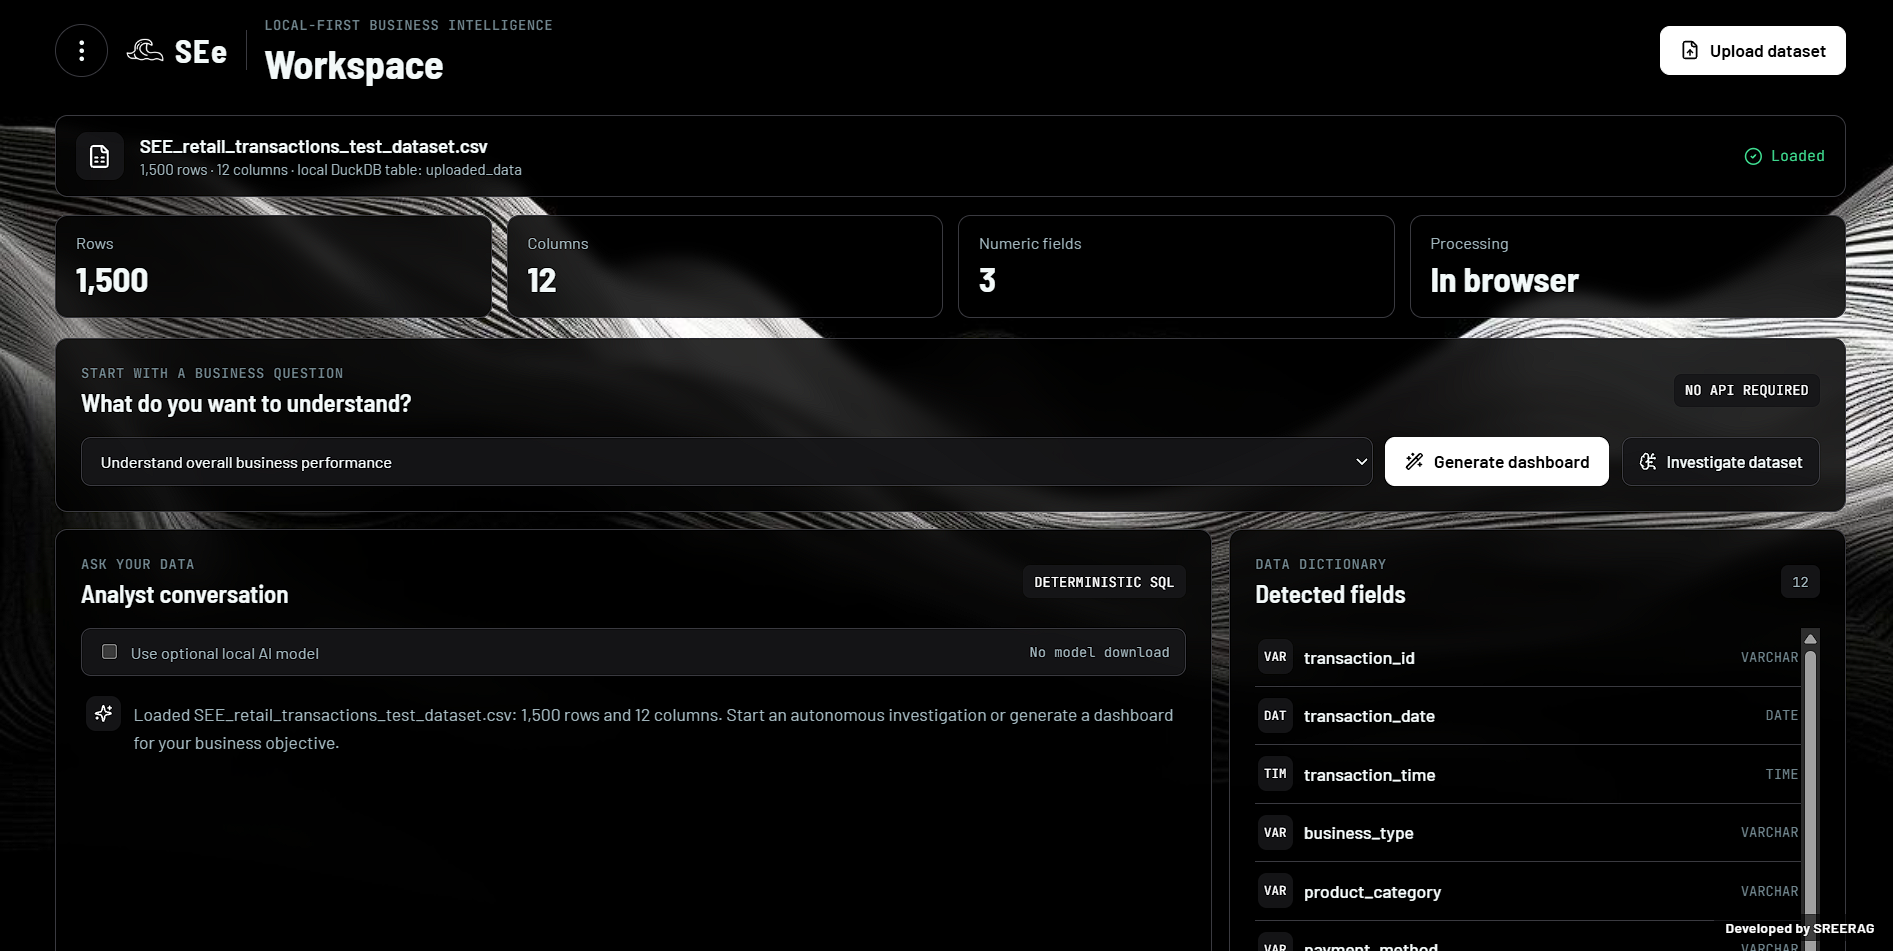 LOCAL-FIRST BUSINESS INTELLIGENCE
SEe
Workspace
Upload dataset
SEE_retail_transactions_test_dataset.csv
1,500 rows · 12 columns · local DuckDB table: uploaded_data
Loaded
Rows
1,500
Columns
12
Numeric fields
3
Processing
In browser
START WITH A BUSINESS QUESTION
What do you want to understand?
NO API REQUIRED
Understand overall business performance
Generate dashboard
Investigate dataset
ASK YOUR DATA
Analyst conversation
DETERMINISTIC SQL
Use optional local AI model
No model download
Loaded SEE_retail_transactions_test_dataset.csv: 1,500 rows and 12 columns. Start an autonomous investigation or generate a dashboard
for your business objective.
DATA DICTIONARY
Detected fields
12
VAR transaction_id VARCHAR
DAT transaction_date DATE
TIM transaction_time TIME
VAR business_type VARCHAR
VAR product_category VARCHAR
VAR payment_method VARCHAR
Developed by SREERAG